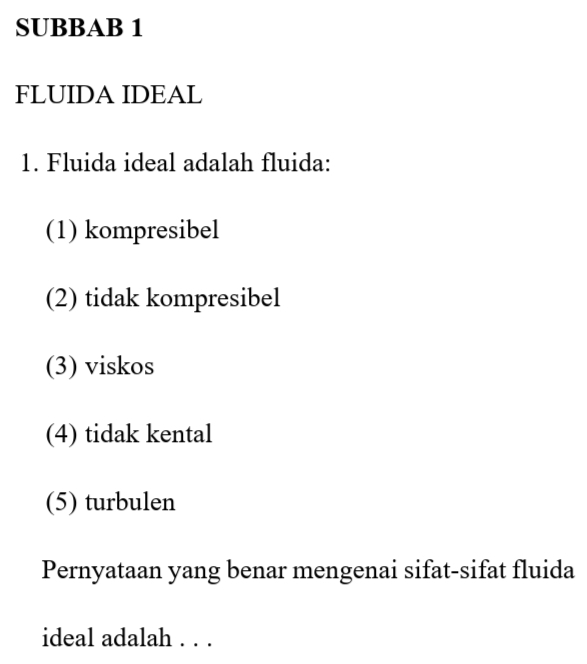 SUBBAB 1
FLUIDA IDEAL
1. Fluida ideal adalah fluida:
(1) kompresibel
(2) tidak kompresibel
(3) viskos
(4) tidak kental
(5) turbulen
Pernyataan yang benar mengenai sifat-sifat fluida
ideal adalah . . .